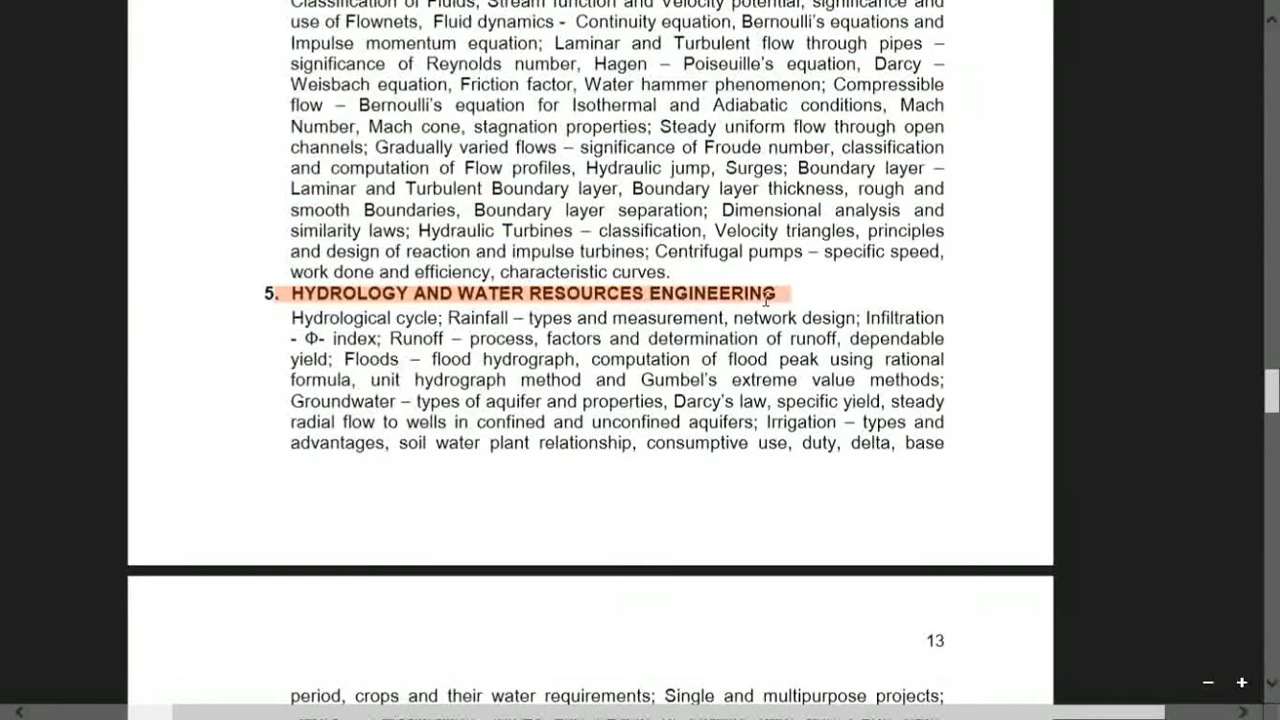 Classification of Fluids, Stream function and Velocity potential, significance and
use of Flownets, Fluid dynamics - Continuity equation, Bernoulli's equations and
Impulse momentum equation; Laminar and Turbulent flow through pipes –
significance of Reynolds number, Hagen – Poiseuille's equation, Darcy –
Weisbach equation, Friction factor, Water hammer phenomenon; Compressible
flow – Bernoulli's equation for Isothermal and Adiabatic conditions, Mach
Number, Mach cone, stagnation properties; Steady uniform flow through open
channels; Gradually varied flows – significance of Froude number, classification
and computation of Flow profiles, Hydraulic jump, Surges; Boundary layer –
Laminar and Turbulent Boundary layer, Boundary layer thickness, rough and
smooth Boundaries, Boundary layer separation; Dimensional analysis and
similarity laws; Hydraulic Turbines – classification, Velocity triangles, principles
and design of reaction and impulse turbines; Centrifugal pumps – specific speed,
work done and efficiency, characteristic curves.
5. HYDROLOGY AND WATER RESOURCES ENGINEERING
Hydrological cycle; Rainfall – types and measurement, network design; Infiltration
- Φ- index; Runoff – process, factors and determination of runoff, dependable
yield; Floods – flood hydrograph, computation of flood peak using rational
formula, unit hydrograph method and Gumbel's extreme value methods;
Groundwater – types of aquifer and properties, Darcy's law, specific yield, steady
radial flow to wells in confined and unconfined aquifers; Irrigation – types and
advantages, soil water plant relationship, consumptive use, duty, delta, base
13
period, crops and their water requirements; Single and multipurpose projects;